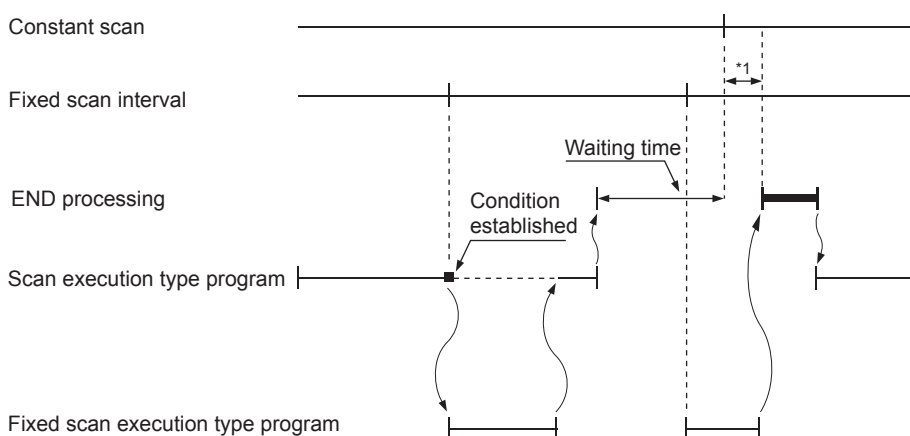 Constant scan
*1
Fixed scan interval
Waiting time
END processing
Condition
established
Scan execution type program
Fixed scan execution type program